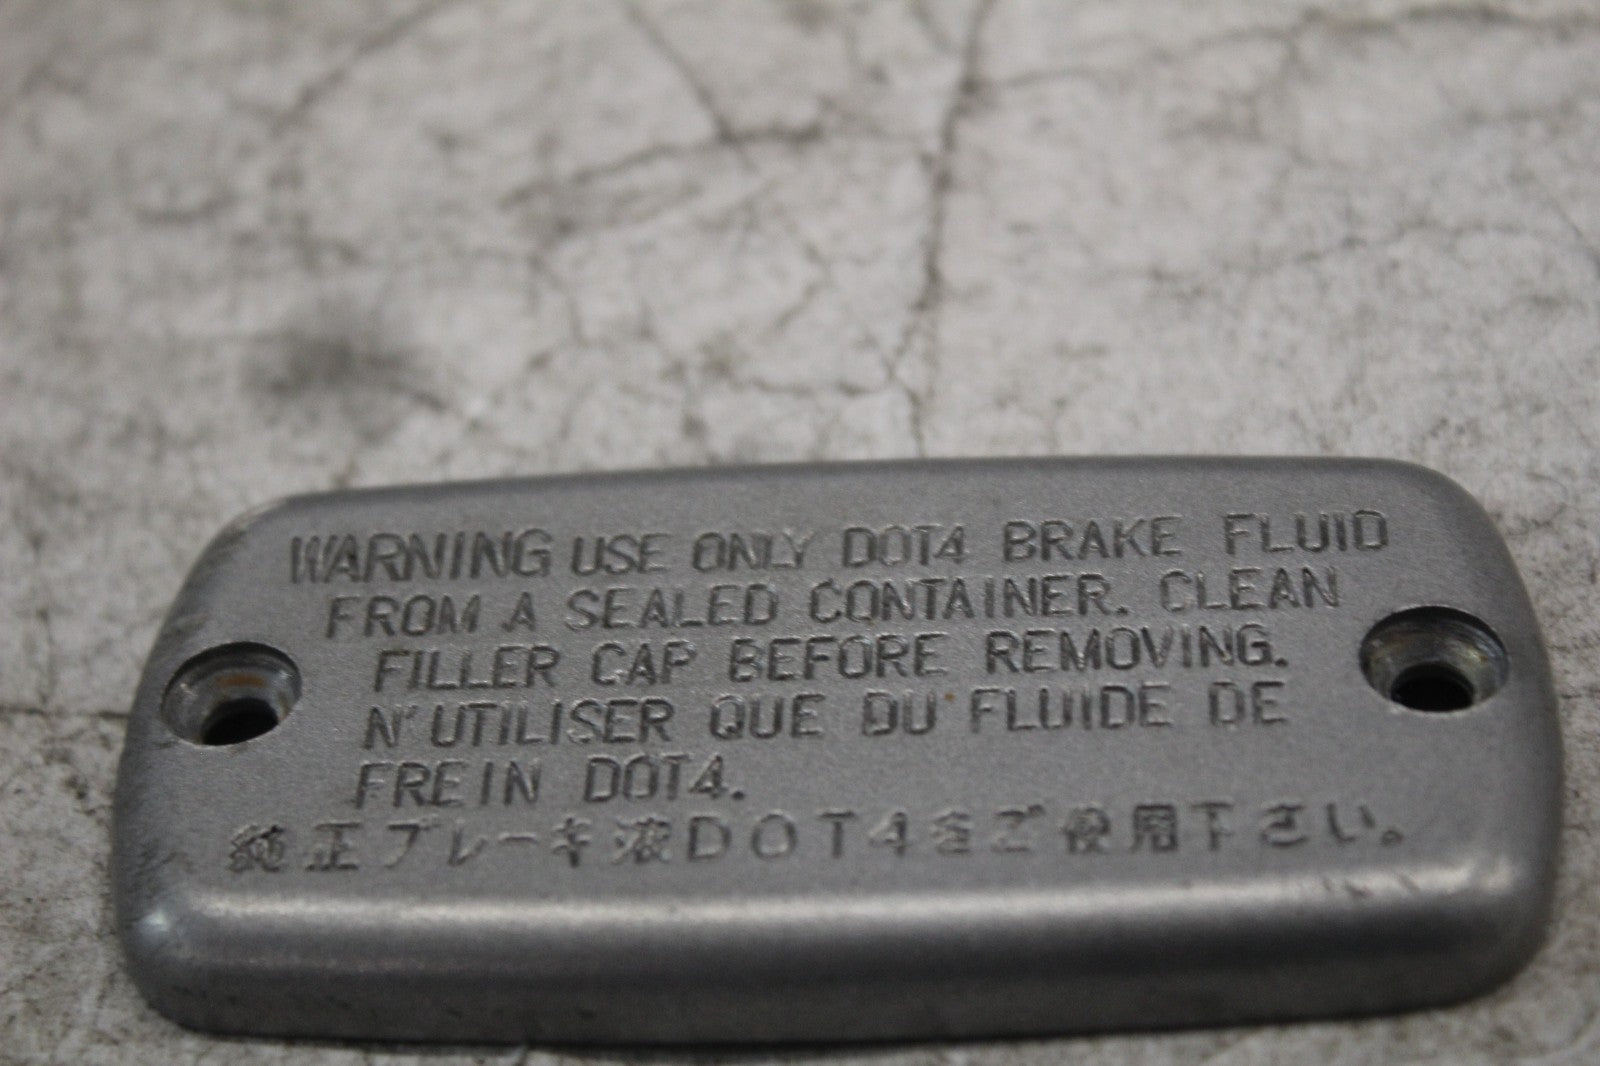 WARNING USE ONLY DOT4 BRAKE FLUID
FROM A SEALED CONTAINER. CLEAN
FILLER CAP BEFORE REMOVING.
N'UTILISER QUE DU FLUIDE DE
FREIN DOT4.
純正ブレーキ液DOT4をご使用下さい。